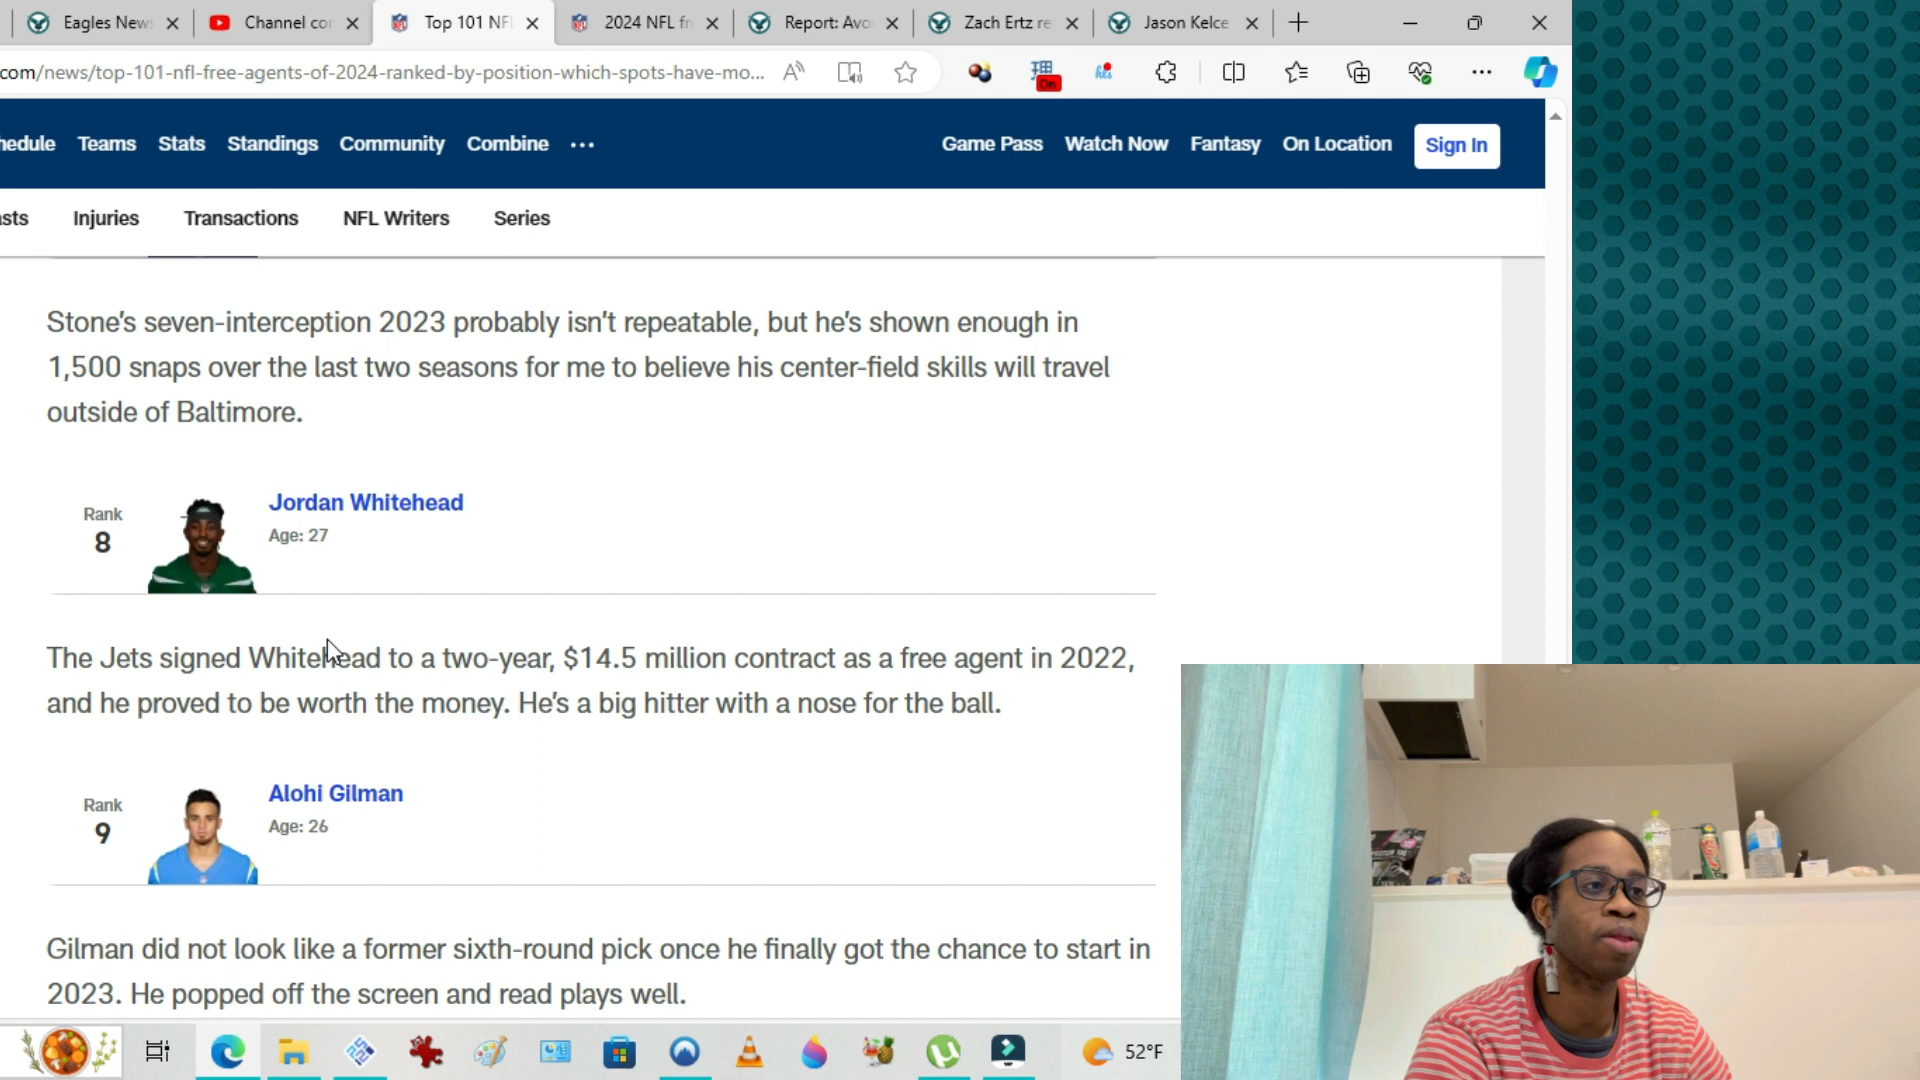 Eagles New
Channel co
Top 101 NF
2024 NFL fr
Report: Avo
Zach Ertz re
Jason Kelce
com/news/top-101-nfl-free-agents-of-2024-ranked-by-position-which-spots-have-mo...
On
hedule Teams Stats Standings Community Combine ...
Game Pass Watch Now Fantasy On Location Sign In
asts Injuries Transactions NFL Writers Series
Stone's seven-interception 2023 probably isn't repeatable, but he's shown enough in
1,500 snaps over the last two seasons for me to believe his center-field skills will travel
outside of Baltimore.
Rank
8
Jordan Whitehead
Age: 27
The Jets signed Whitehead to a two-year, $14.5 million contract as a free agent in 2022,
and he proved to be worth the money. He's a big hitter with a nose for the ball.
Rank
9
Alohi Gilman
Age: 26
Gilman did not look like a former sixth-round pick once he finally got the chance to start in
2023. He popped off the screen and read plays well.
52°F